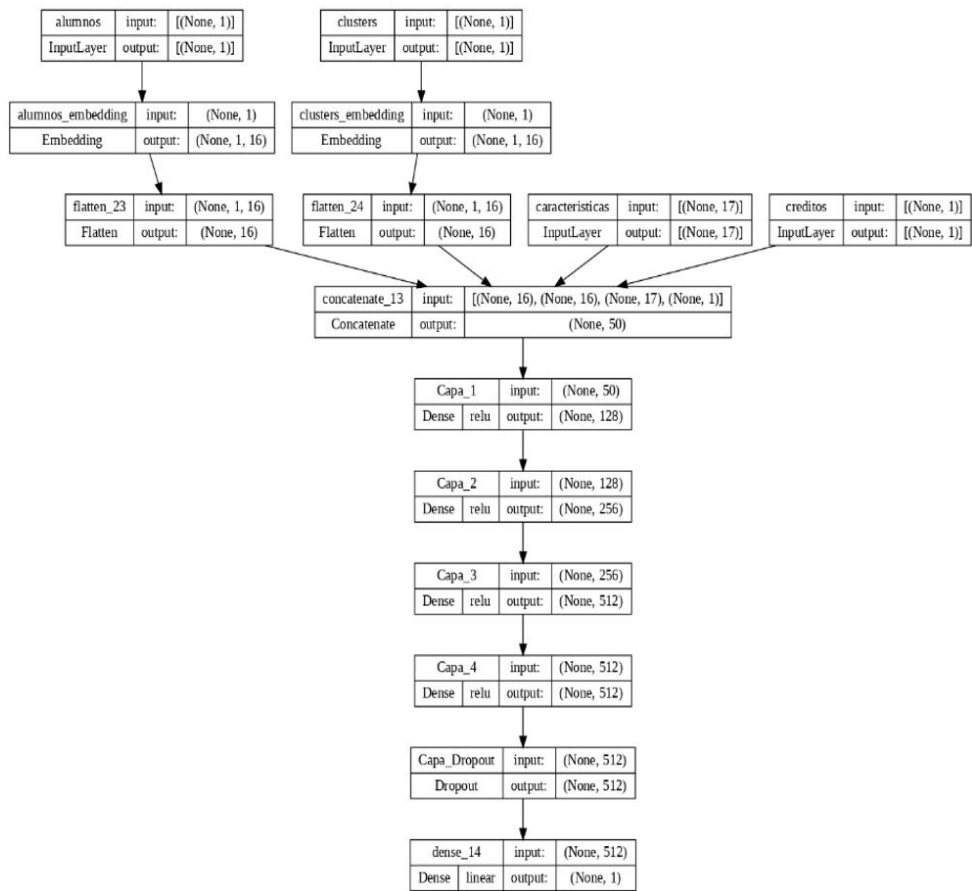 alumnos input: [(None, 1)] clusters input: [(None, 1)]
InputLayer output: [(None, 1)] InputLayer output: [(None, 1)]
alumnos_embedding input: (None, 1) clusters_embedding input: (None, 1)
Embedding output: (None, 1, 16) Embedding output: (None, 1, 16)
flatten_23 input: (None, 1, 16) flatten_24 input: (None, 1, 16) caracteristicas input: [(None, 17)] creditos input: [(None, 1)]
Flatten output: (None, 16) Flatten output: (None, 16) InputLayer output: [(None, 17)] InputLayer output: [(None, 1)]
concatenate_13 input: [(None, 16), (None, 16), (None, 17), (None, 1)]
Concatenate output: (None, 50)
Capa_1 input: (None, 50)
Dense relu output: (None, 128)
Capa_2 input: (None, 128)
Dense relu output: (None, 256)
Capa_3 input: (None, 256)
Dense relu output: (None, 512)
Capa_4 input: (None, 512)
Dense relu output: (None, 512)
Capa_Dropout input: (None, 512)
Dropout output: (None, 512)
dense_14 input: (None, 512)
Dense linear output: (None, 1)